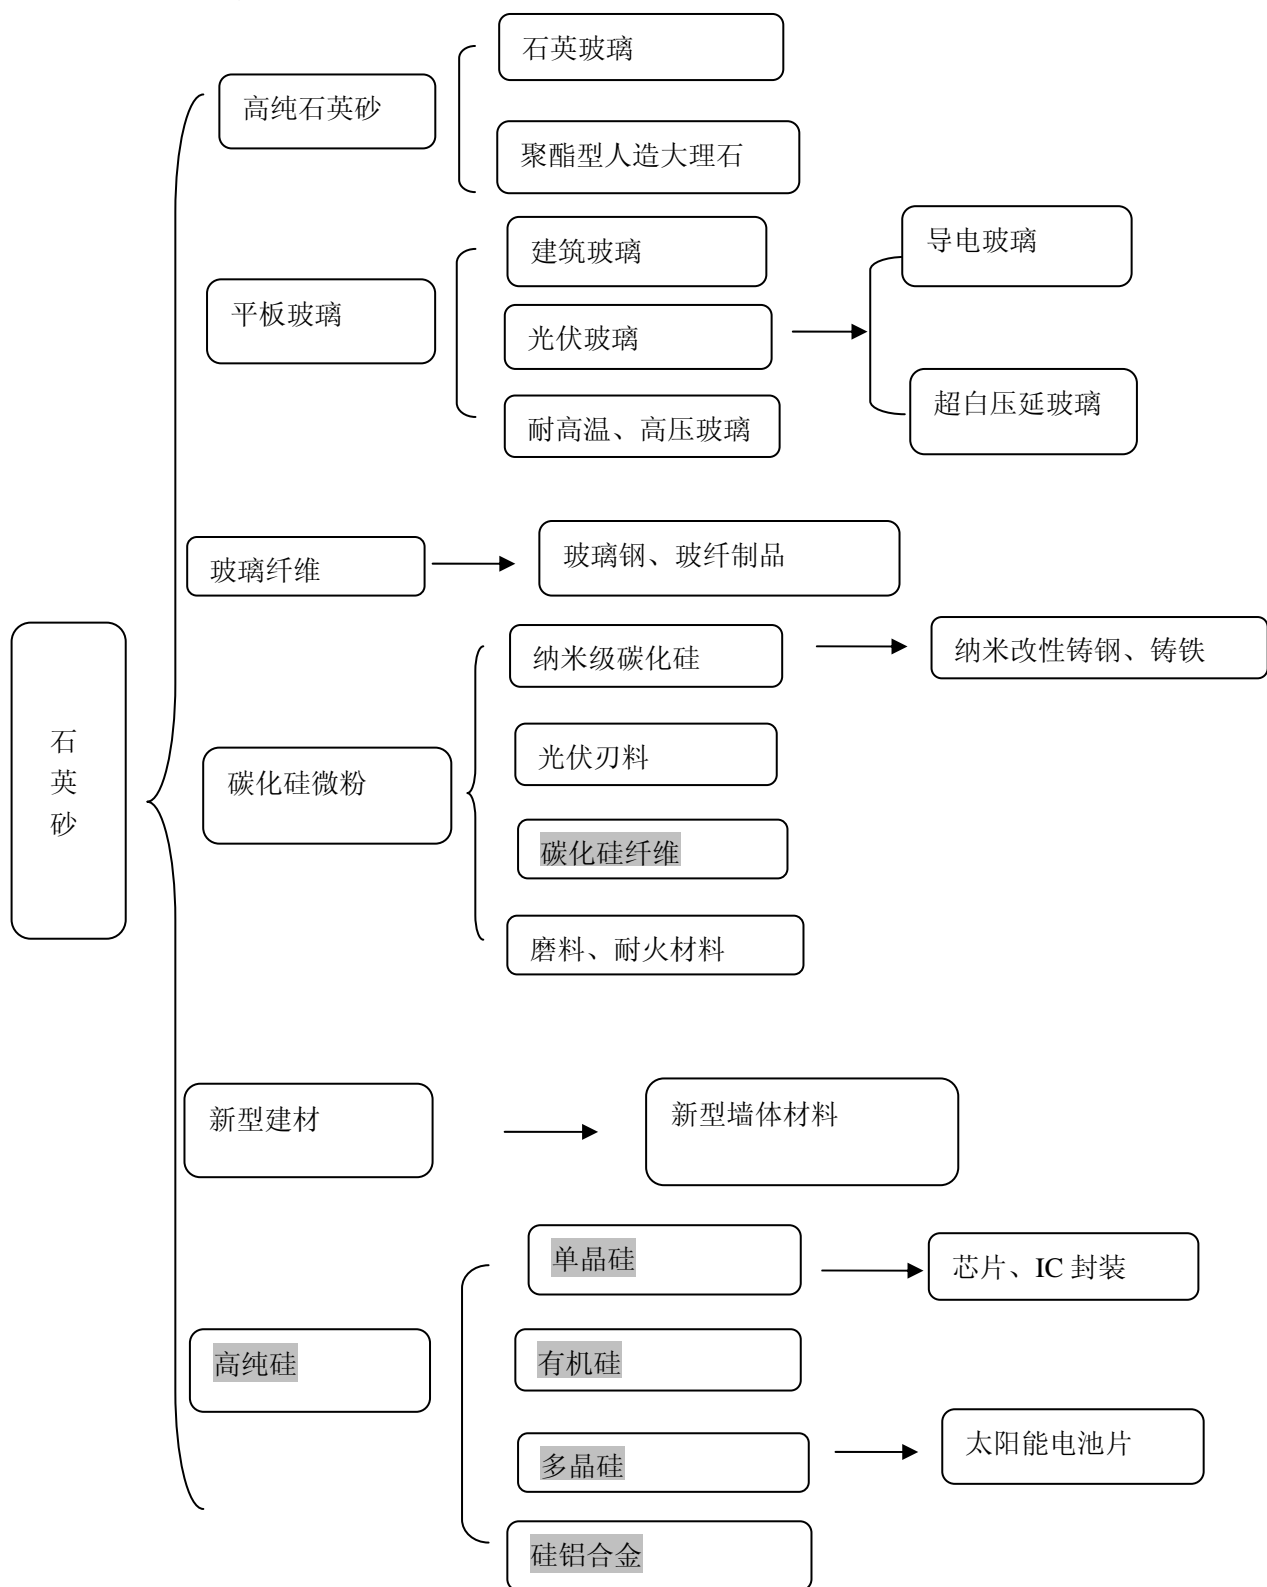 石英玻璃
高纯石英砂
聚酯型人造大理石
建筑玻璃
导电玻璃
平板玻璃
光伏玻璃
超白压延玻璃
耐高温、高压玻璃
玻璃纤维
玻璃钢、玻纤制品
纳米级碳化硅
纳米改性铸钢、铸铁
石
英
砂
光伏刃料
碳化硅微粉
碳化硅纤维
磨料、耐火材料
新型建材
新型墙体材料
单晶硅
芯片、IC 封装
高纯硅
有机硅
多晶硅
太阳能电池片
硅铝合金